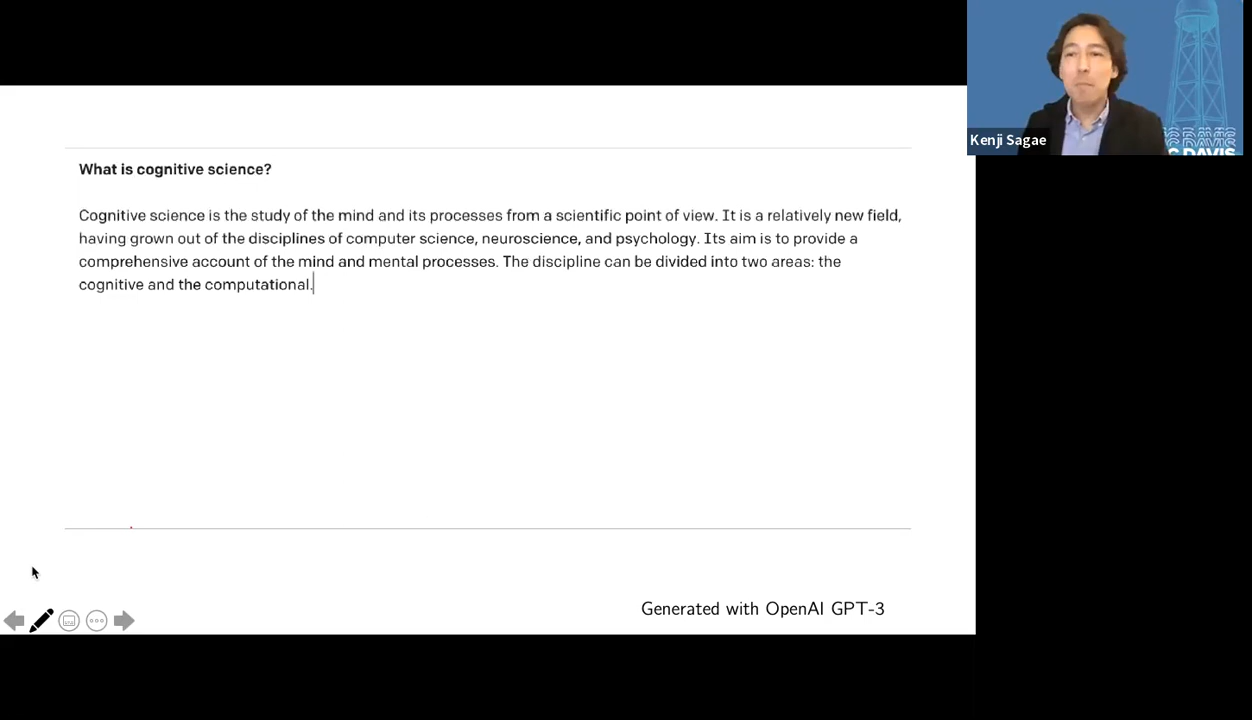 What is cognitive science?
Cognitive science is the study of the mind and its processes from a scientific point of view. It is a relatively new field,
having grown out of the disciplines of computer science, neuroscience, and psychology. Its aim is to provide a
comprehensive account of the mind and mental processes. The discipline can be divided into two areas: the
cognitive and the computational.
Generated with OpenAI GPT-3
Kenji Sagae
C DAVIS